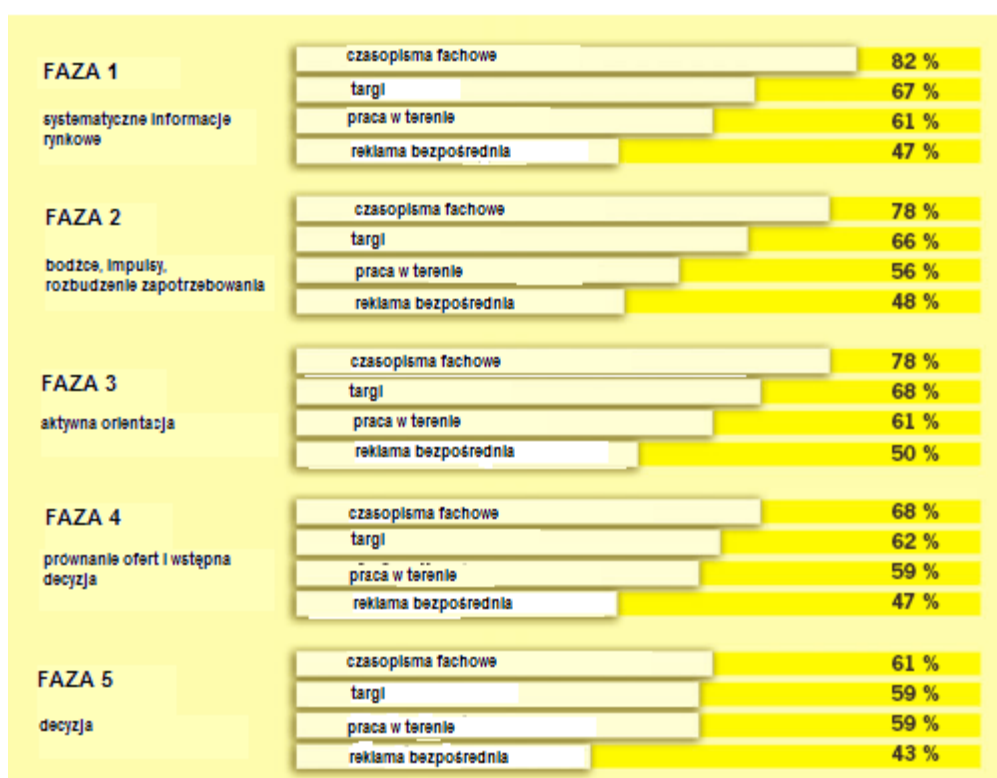 FAZA 1
systematyczne informacje
rynkowe
czasopisma fachowe 82 %
targi 67 %
praca w terenie 61 %
reklama bezpośrednia 47 %
FAZA 2
bodźce, impulsy,
rozbudzenie zapotrzebowania
czasopisma fachowe 78 %
targi 66 %
praca w terenie 56 %
reklama bezpośrednia 48 %
FAZA 3
aktywna orientacja
czasopisma fachowe 78 %
targi 68 %
praca w terenie 61 %
reklama bezpośrednia 50 %
FAZA 4
prównanie ofert i wstępna
decyzja
czasopisma fachowe 68 %
targi 62 %
praca w terenie 59 %
reklama bezpośrednia 47 %
FAZA 5
decyzja
czasopisma fachowe 61 %
targi 59 %
praca w terenie 59 %
reklama bezpośrednia 43 %